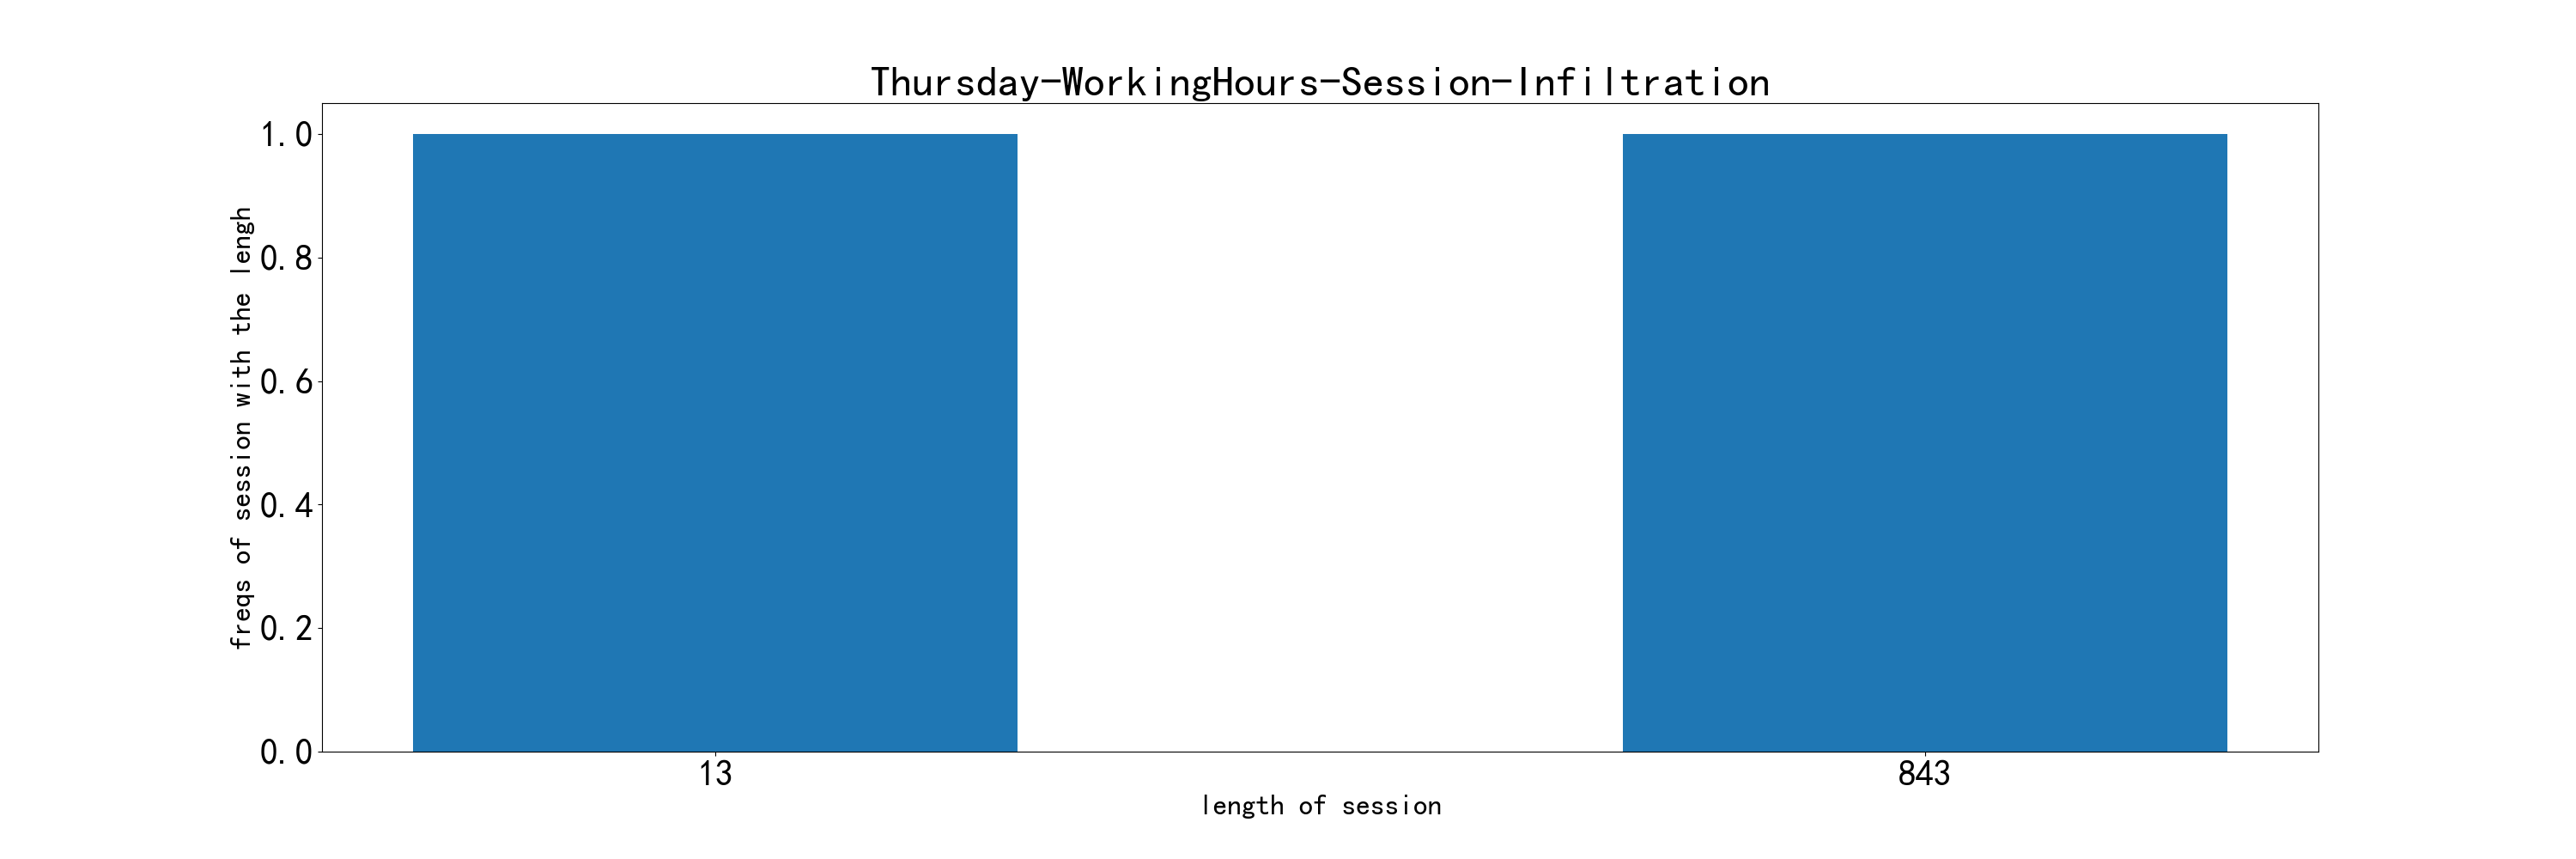 Thursday-WorkingHours-Session-Infiltration
freqs of session with the lengh
1.0
0.8
0.6
0.4
0.2
0.0
13
843
length of session